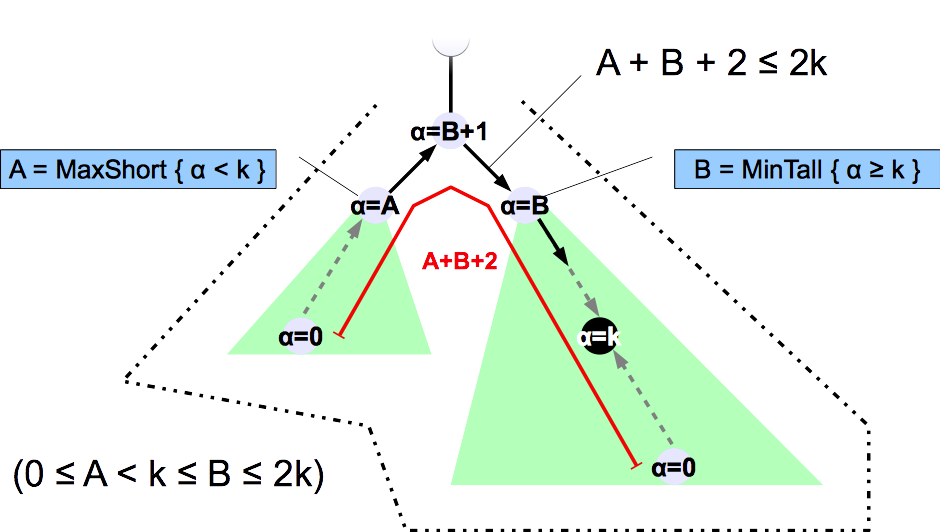 A + B + 2 ≤ 2k
α=B+1
A = MaxShort { α < k }
B = MinTall { α ≥ k }
α=A
α=B
A+B+2
α=0
α=k
α=0
(0 ≤ A < k ≤ B ≤ 2k)